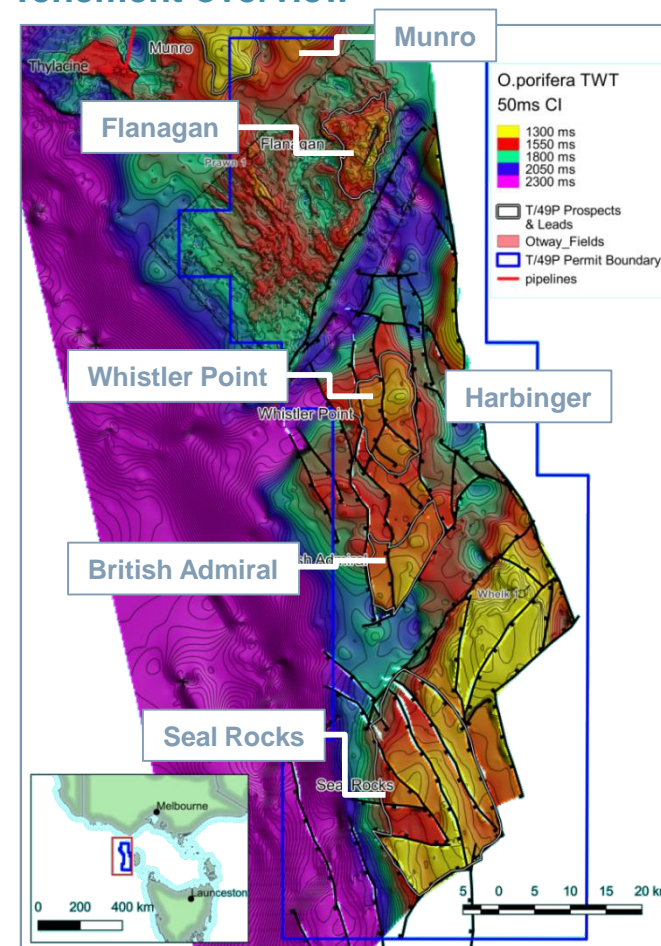 Munro
Munro
Thylacine
Flanagan
Flanagan
Prawn 1
O.porifera TWT
50ms CI
1300 ms
1550 ms
1800 ms
2050 ms
2300 ms
T/49P Prospects
& Leads
Otway_Fields
T/49P Permit Boundary
pipelines
Whistler Point
Whistler Point
Harbinger
British Admiral
Admiral
Whelk 1
Seal Rocks
Seal Rocks
Melbourne
Launceston
0 200 400 km
5 0 5 10 15 20 km